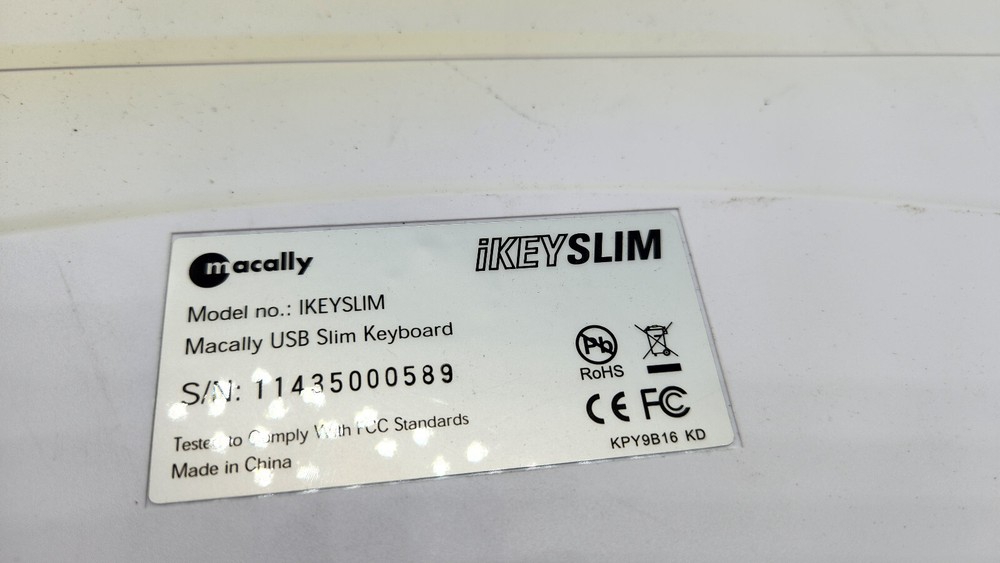 macally
iKEYSLIM
Model no.: IKEYSLIM
Macally USB Slim Keyboard
S/N: 11435000589
Tested to Comply With FCC Standards
Made in China
Pb
RoHS
CE FC
KPY9B16 KD